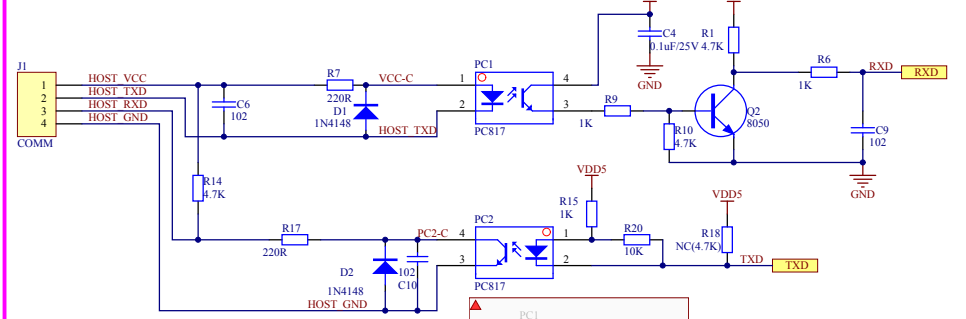 C4
0.1uF/25V
GND
R1
4.7K
J1
1
2
3
4
COMM
HOST_VCC
HOST_TXD
HOST_RXD
HOST_GND
C6
102
R7
220R
D1
1N4148
VCC-C
HOST_TXD
PC1
1
2
4
3
PC817
R9
1K
R10
4.7K
Q2
8050
R6
1K
RXD
RXD
C9
102
GND
R14
4.7K
R17
220R
D2
1N4148
102
C10
HOST_GND
PC2-C
PC2
4
3
1
2
PC817
VDD5
R15
1K
R20
10K
VDD5
R18
NC(4.7K)
TXD
TXD
PC1